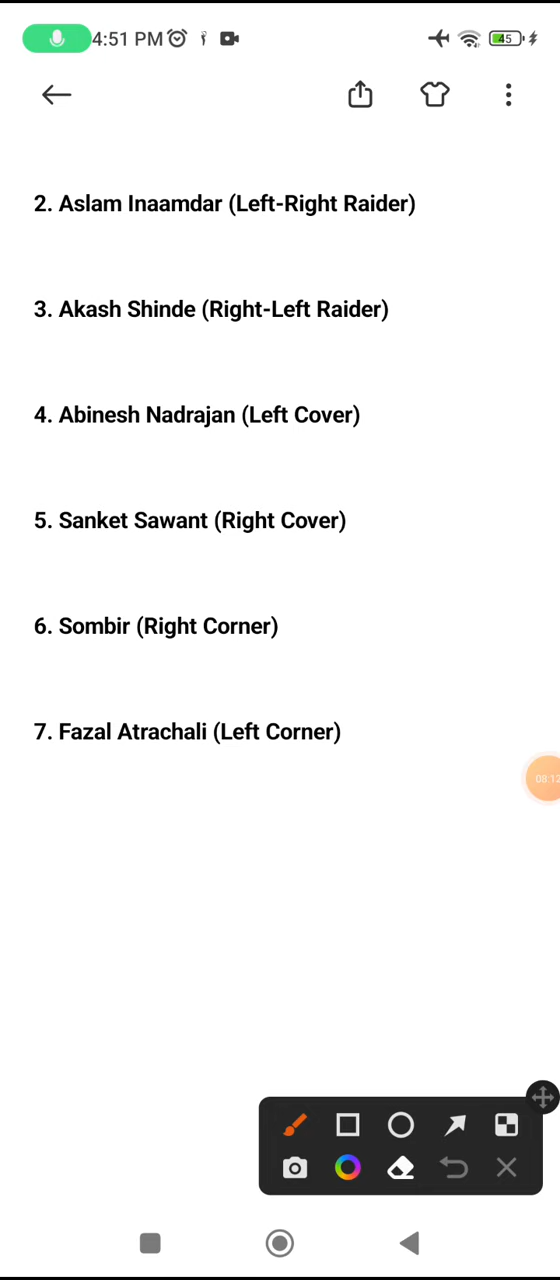 4:51 PM
45
2. Aslam Inaamdar (Left-Right Raider)
3. Akash Shinde (Right-Left Raider)
4. Abinesh Nadrajan (Left Cover)
5. Sanket Sawant (Right Cover)
6. Sombir (Right Corner)
7. Fazal Atrachali (Left Corner)